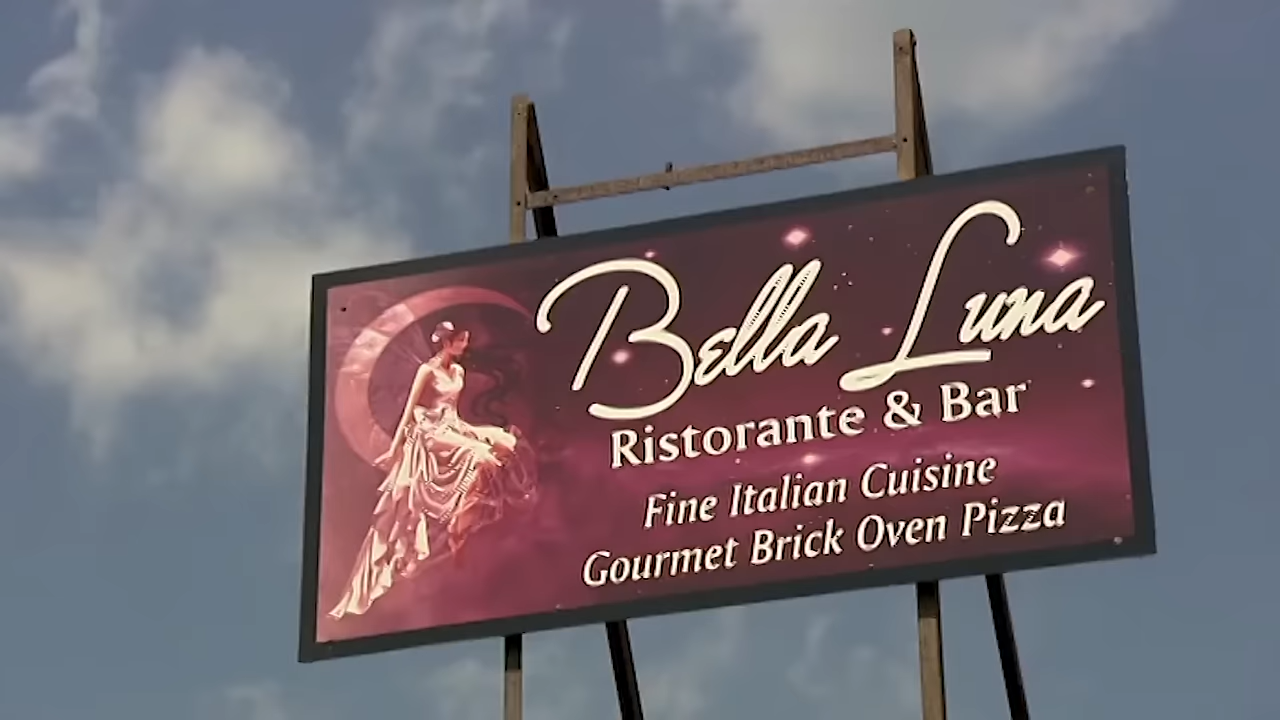 Bella Luna
Ristorante & Bar
Fine Italian Cuisine
Gourmet Brick Oven Pizza